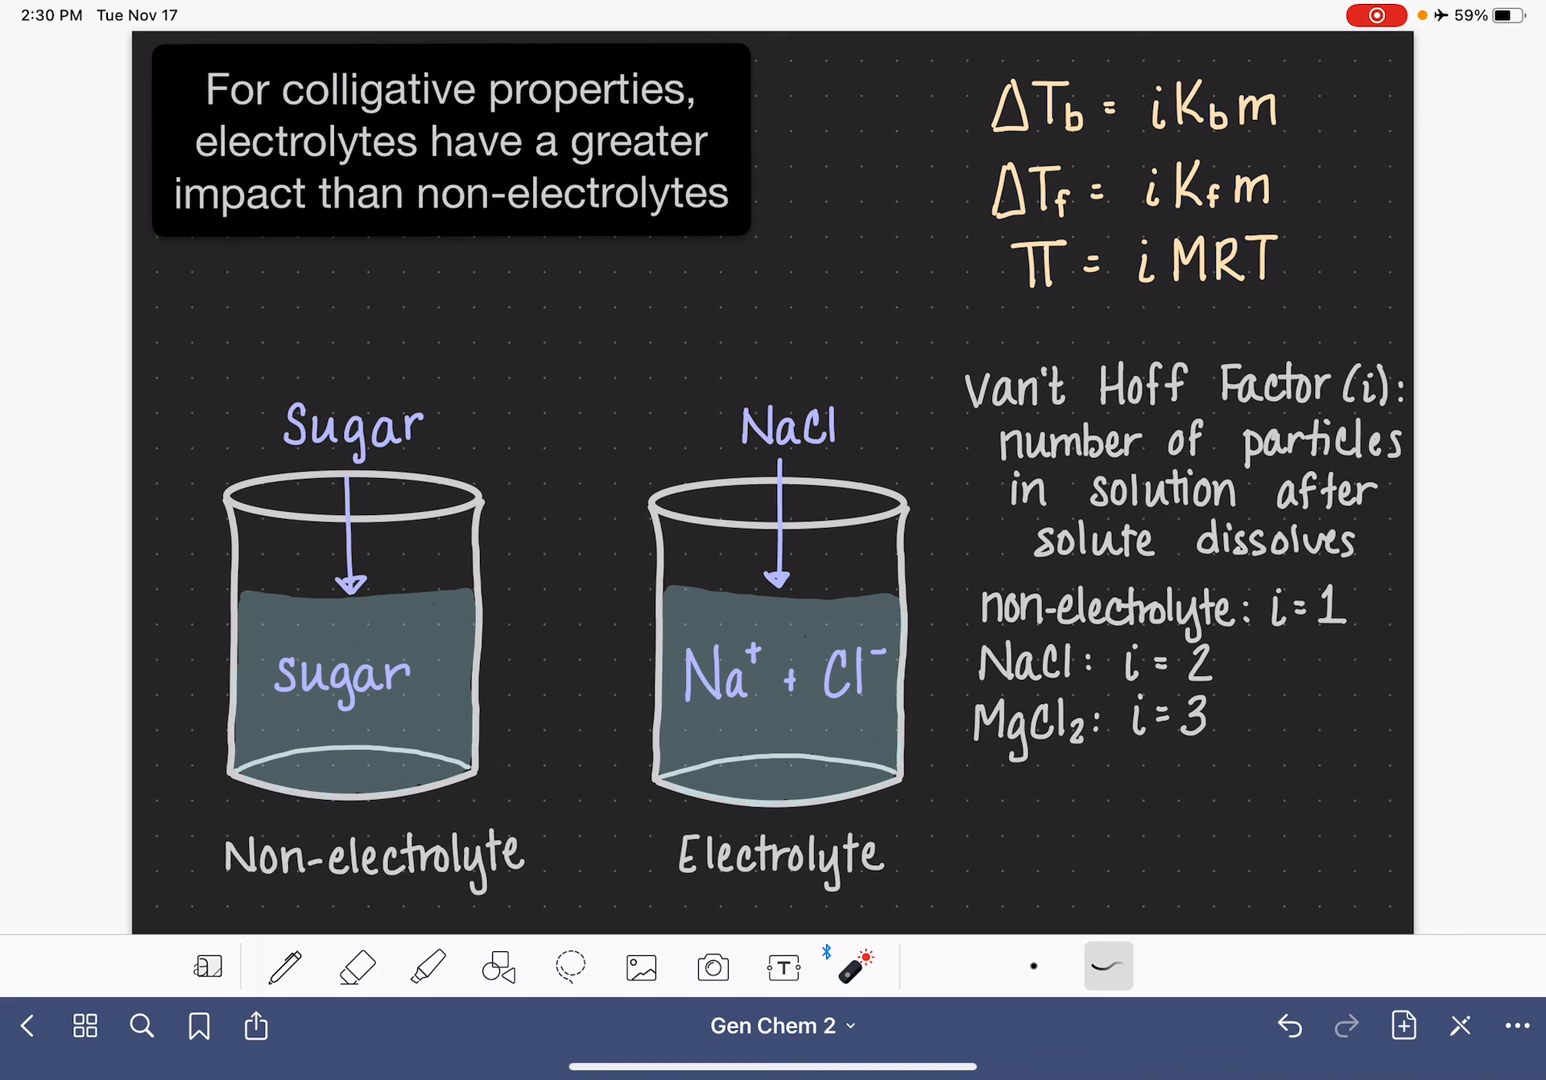 2:30 PM Tue Nov 17
59%
For colligative properties,
electrolytes have a greater
impact than non-electrolytes
ΔTb = iKbm
ΔTf = iKfm
π = iMRT
Sugar
sugar
Non-electrolyte
NaCl
Na⁺ + Cl⁻
Electrolyte
Van't Hoff Factor (i):
number of particles
in solution after
solute dissolves
non-electrolyte: i = 1
NaCl: i = 2
MgCl₂: i = 3
a
T
Gen Chem 2